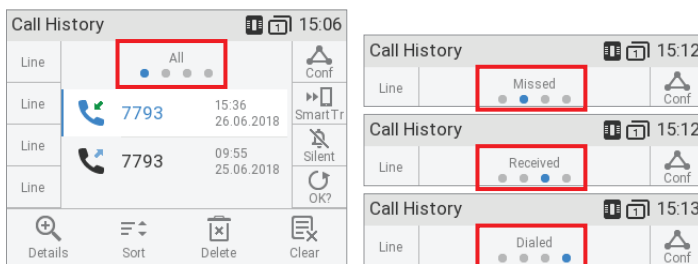 Call History 1 15:06
Line All Conf
Line 7793 15:36 26.06.2018 SmartTr
Line 7793 09:55 25.06.2018 Silent
Line OK?
Details Sort Delete Clear
Call History 1 15:12
Line Missed Conf
Call History 1 15:12
Line Received Conf
Call History 1 15:13
Line Dialed Conf